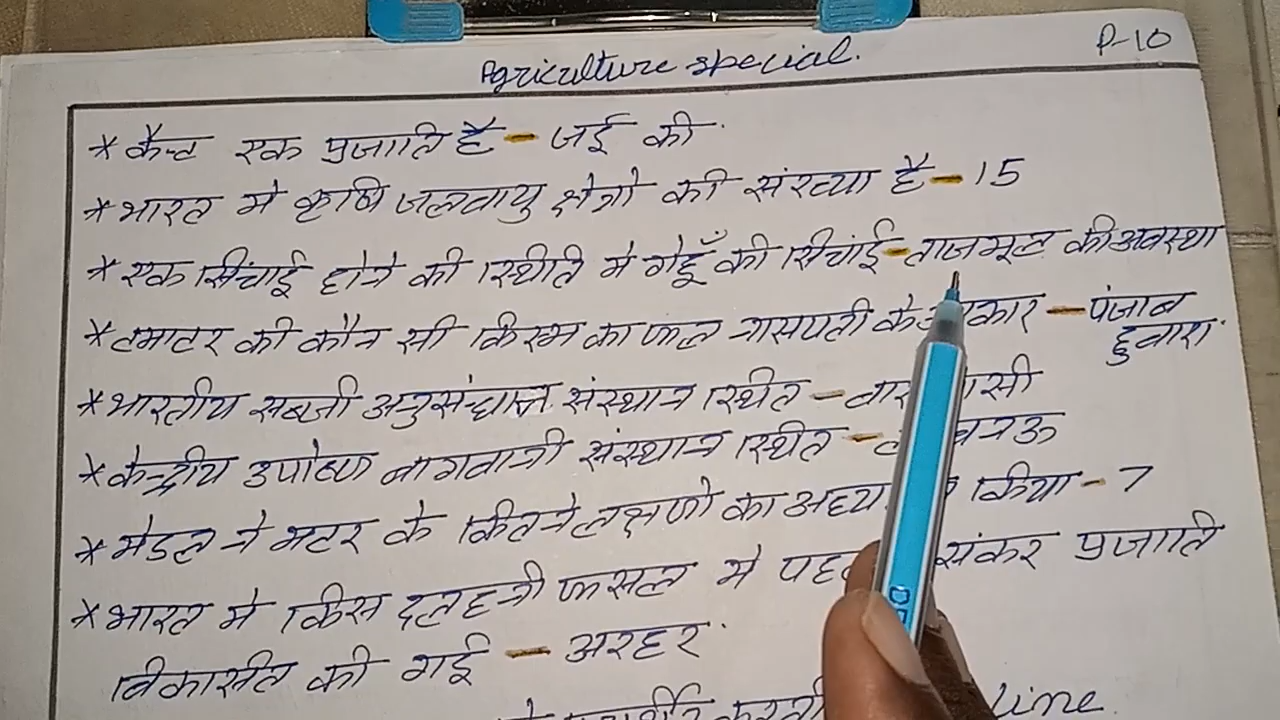 Agriculture special.
P-10
* कैन्ट एक प्रजाति है - जई की
* भारत मे कृषि जलवायु क्षेत्रो की संख्या है - 15
* एक सिंचाई होने की स्थिति मे गेहूँ की सिंचाई - ताजमूल की अवस्था
* टमाटर की कौन सी किस्म का फल नासपती के आकार - पंजाब
छुवारा
* भारतीय सब्जी अनुसंधान संस्थान स्थित - वाराणसी
* केन्द्रीय उपोष्ण बागवानी संस्थान स्थित - लखनऊ
* मेडल ने मटर के कितने लक्षणो का अध्ययन किया - 7
* भारत मे किस दलहनी फसल मे पहली संकर प्रजाति
विकसित की गई - अरहर
line